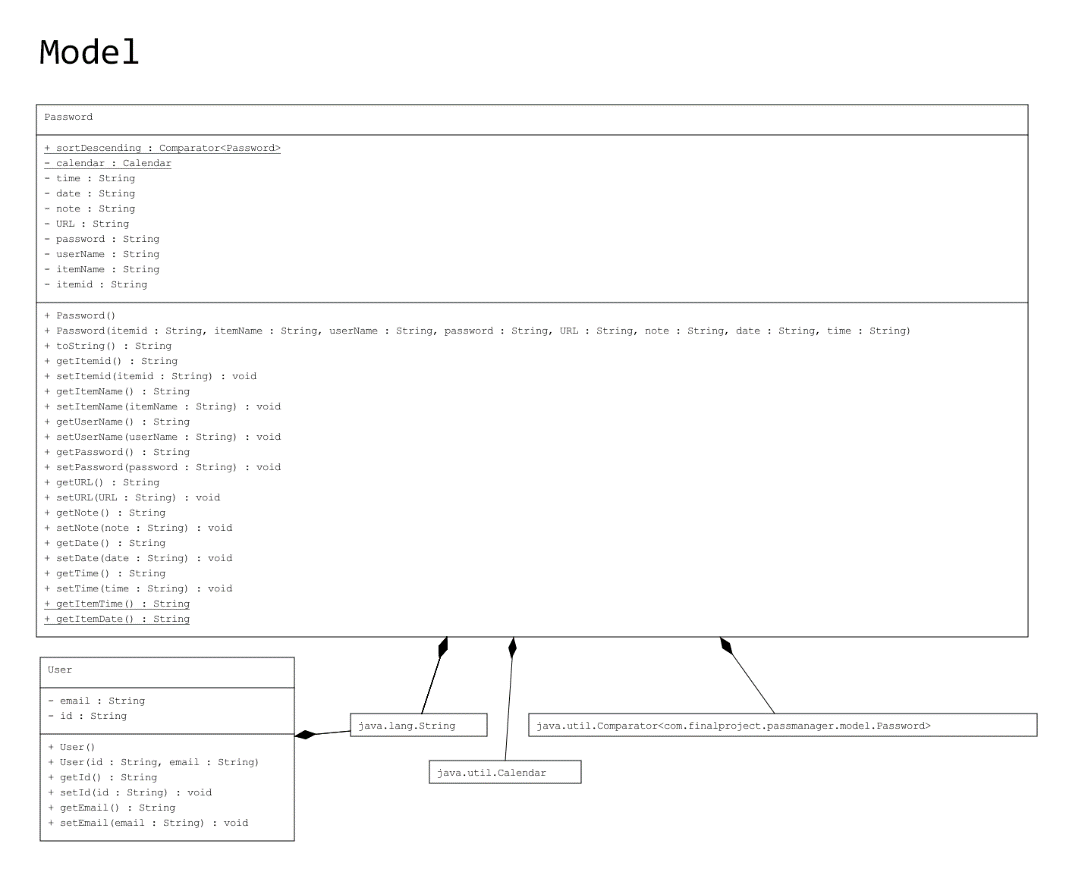 Model
Password
+ sortDescending : Comparator<Password>
- calendar : Calendar
- time : String
- date : String
- note : String
- URL : String
- password : String
- userName : String
- itemName : String
- itemid : String
+ Password()
+ Password(itemid : String, itemName : String, userName : String, password : String, URL : String, note : String, date : String, time : String)
+ toString() : String
+ getItemid() : String
+ setItemid(itemid : String) : void
+ getItemName() : String
+ setItemName(itemName : String) : void
+ getUserName() : String
+ setUserName(userName : String) : void
+ getPassword() : String
+ setPassword(password : String) : void
+ getURL() : String
+ setURL(URL : String) : void
+ getNote() : String
+ setNote(note : String) : void
+ getDate() : String
+ setDate(date : String) : void
+ getTime() : String
+ setTime(time : String) : void
+ getItemTime() : String
+ getItemDate() : String
User
- email : String
- id : String
+ User()
+ User(id : String, email : String)
+ getId() : String
+ setId(id : String) : void
+ getEmail() : String
+ setEmail(email : String) : void
java.lang.String
java.util.Calendar
java.util.Comparator<com.finalproject.passmanager.model.Password>